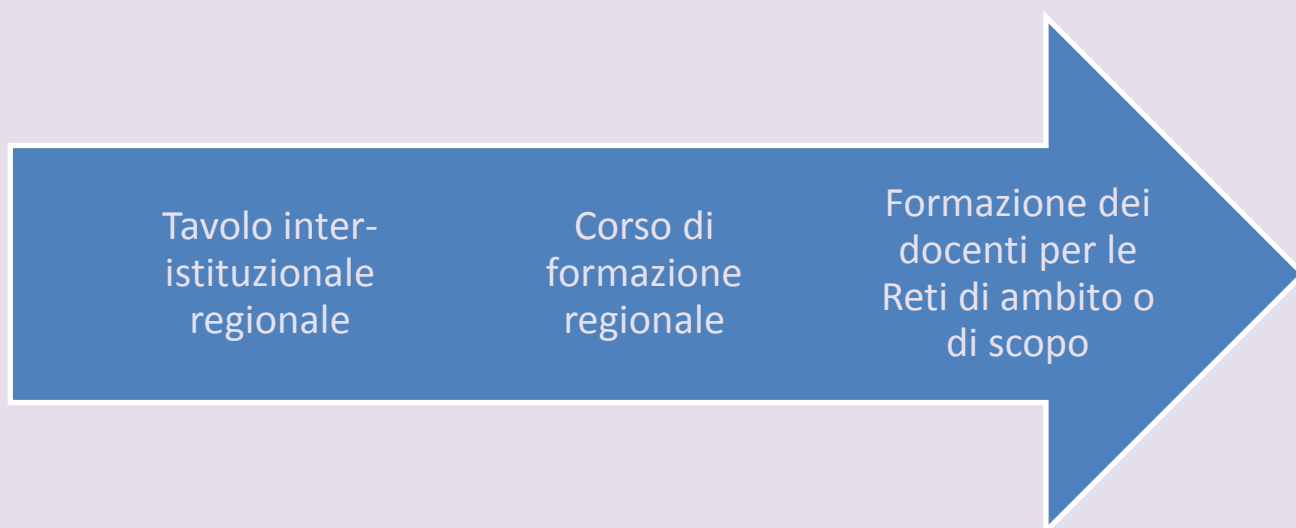 Tavolo inter-
istituzionale
regionale
Corso di
formazione
regionale
Formazione dei
docenti per le
Reti di ambito o
di scopo